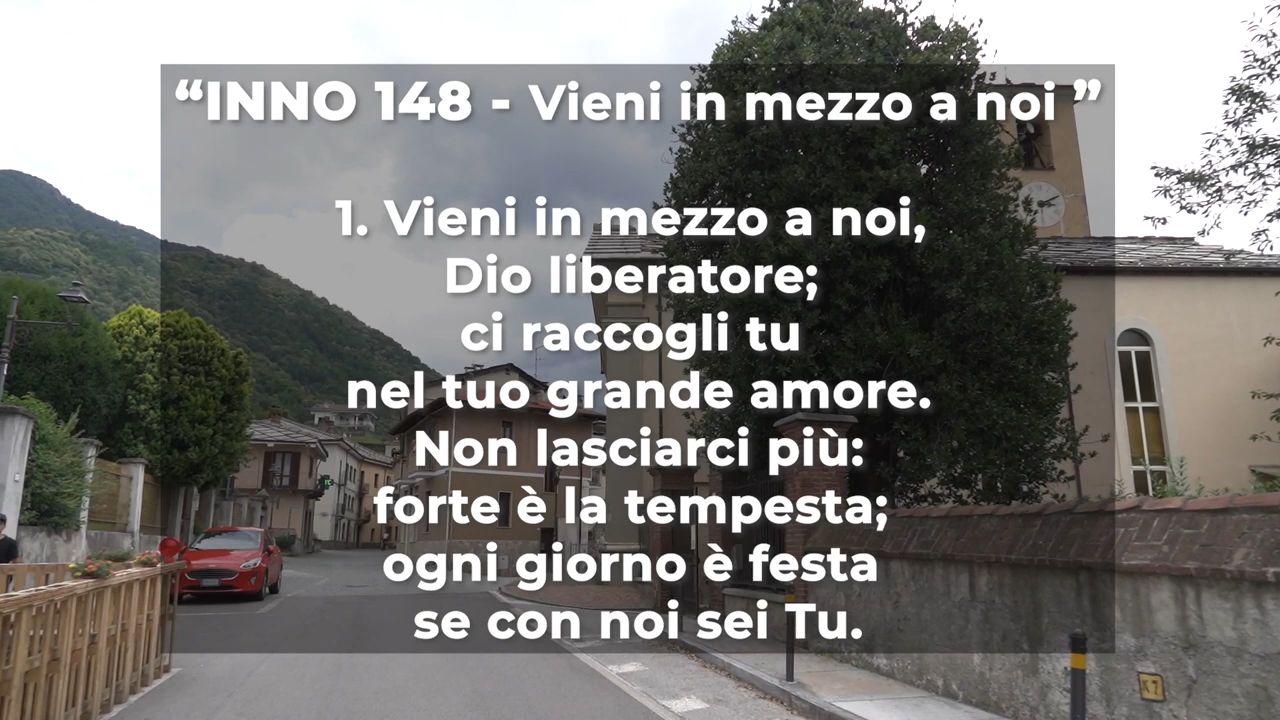 “INNO 148 - Vieni in mezzo a noi ”
1. Vieni in mezzo a noi,
Dio liberatore;
ci raccogli tu
nel tuo grande amore.
Non lasciarci più:
forte è la tempesta;
ogni giorno è festa
se con noi sei Tu.